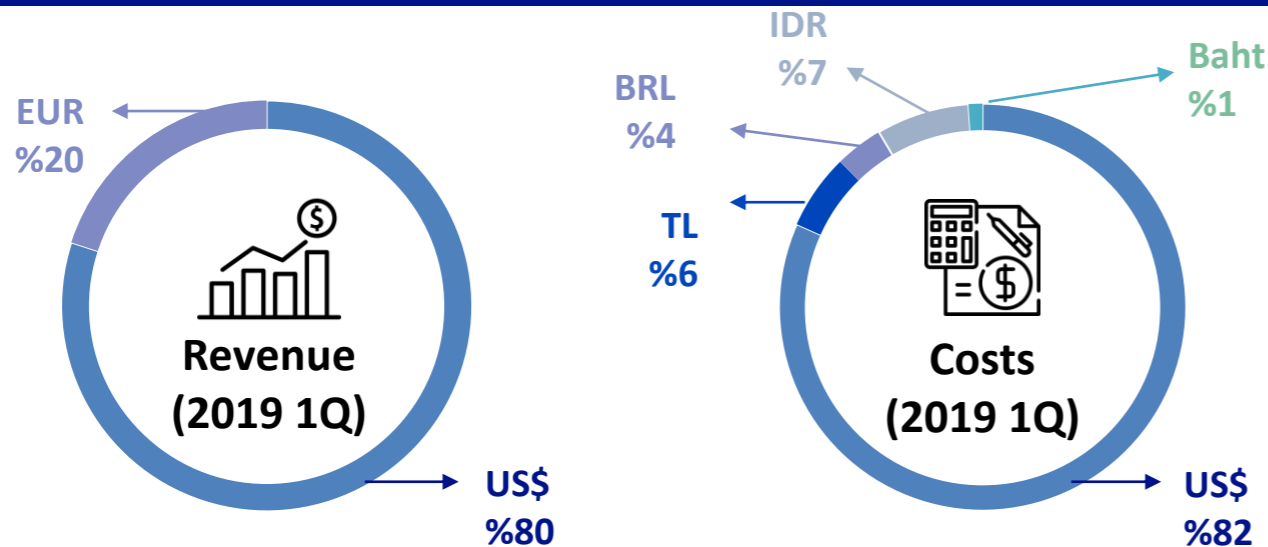 EUR
%20
$
Revenue
(2019 1Q)
US$
%80
IDR
%7
Baht
%1
BRL
%4
TL
%6
$
Costs
(2019 1Q)
US$
%82